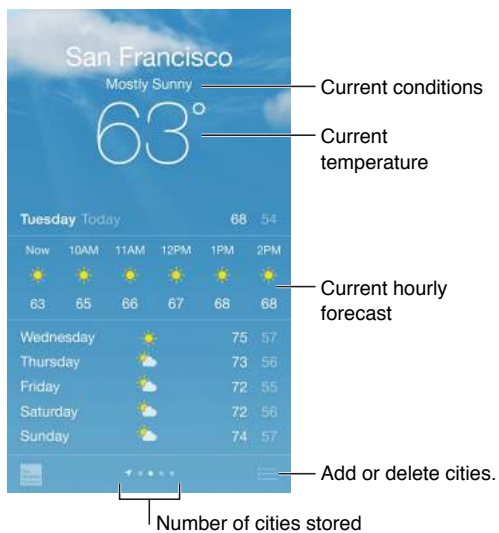 San Francisco
Mostly Sunny
Current conditions
63°
Current
temperature
Tuesday Today 68 54
Now 10AM 11AM 12PM 1PM 2PM
63 65 66 67 68 68
Current hourly
forecast
Wednesday 75 57
Thursday 73 56
Friday 72 55
Saturday 72 56
Sunday 74 57
Add or delete cities.
Number of cities stored